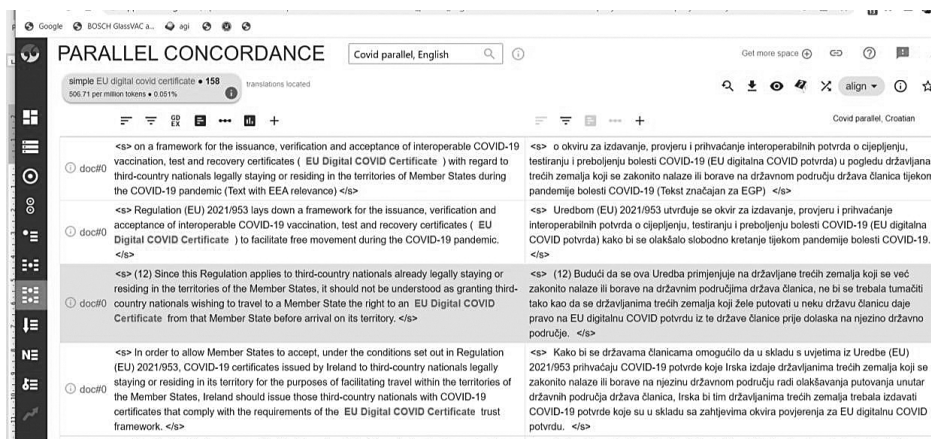 Google
BOSCH GlassVAC a...
agi
PARALLEL CONCORDANCE
Covid parallel, English
Get more space
simple EU digital covid certificate • 158
506.71 per million tokens • 0.051%
translations located
align
GD
EX
Covid parallel, Croatian
doc#0
<s> on a framework for the issuance, verification and acceptance of interoperable COVID-19
vaccination, test and recovery certificates ( EU Digital COVID Certificate ) with regard to
third-country nationals legally staying or residing in the territories of Member States during
the COVID-19 pandemic (Text with EEA relevance) </s>
<s> o okviru za izdavanje, provjeru i prihvaćanje interoperabilnih potvrda o cijepljenju,
testiranju i preboljenju bolesti COVID-19 (EU digitalna COVID potvrda) u pogledu državljana
trećih zemalja koji se zakonito nalaze ili borave na državnom području država članica tijekom
pandemije bolesti COVID-19 (Tekst značajan za EGP) </s>
doc#0
<s> Regulation (EU) 2021/953 lays down a framework for the issuance, verification and
acceptance of interoperable COVID-19 vaccination, test and recovery certificates ( EU
Digital COVID Certificate ) to facilitate free movement during the COVID-19 pandemic.
</s>
<s> Uredbom (EU) 2021/953 utvrđuje se okvir za izdavanje, provjeru i prihvaćanje
interoperabilnih potvrda o cijepljenju, testiranju i preboljenju bolesti COVID-19 (EU digitalna
COVID potvrda) kako bi se olakšalo slobodno kretanje tijekom pandemije bolesti COVID-19.
</s>
doc#0
<s> (12) Since this Regulation applies to third-country nationals already legally staying or
residing in the territories of the Member States, it should not be understood as granting third-
country nationals wishing to travel to a Member State the right to an EU Digital COVID
Certificate from that Member State before arrival on its territory. </s>
<s> (12) Budući da se ova Uredba primjenjuje na državljane trećih zemalja koji se već
zakonito nalaze ili borave na državnim područjima država članica, ne bi se trebala tumačiti
tako kao da se državljanima trećih zemalja koji žele putovati u neku državu članicu daje
pravo na EU digitalnu COVID potvrdu iz te države članice prije dolaska na njezino državno
područje. </s>
doc#0
<s> In order to allow Member States to accept, under the conditions set out in Regulation
(EU) 2021/953, COVID-19 certificates issued by Ireland to third-country nationals legally
staying or residing in its territory for the purposes of facilitating travel within the territories of
the Member States, Ireland should issue those third-country nationals with COVID-19
certificates that comply with the requirements of the EU Digital COVID Certificate trust
framework. </s>
<s> Kako bi se državama članicama omogućilo da u skladu s uvjetima iz Uredbe (EU)
2021/953 prihvaćaju COVID-19 potvrde koje Irska izdaje državljanima trećih zemalja koji se
zakonito nalaze ili borave na njezinu državnom području radi olakšavanja putovanja unutar
državnih područja država članica, Irska bi tim državljanima trećih zemalja trebala izdavati
COVID-19 potvrde koje su u skladu sa zahtjevima okvira povjerenja za EU digitalnu COVID
potvrdu. </s>